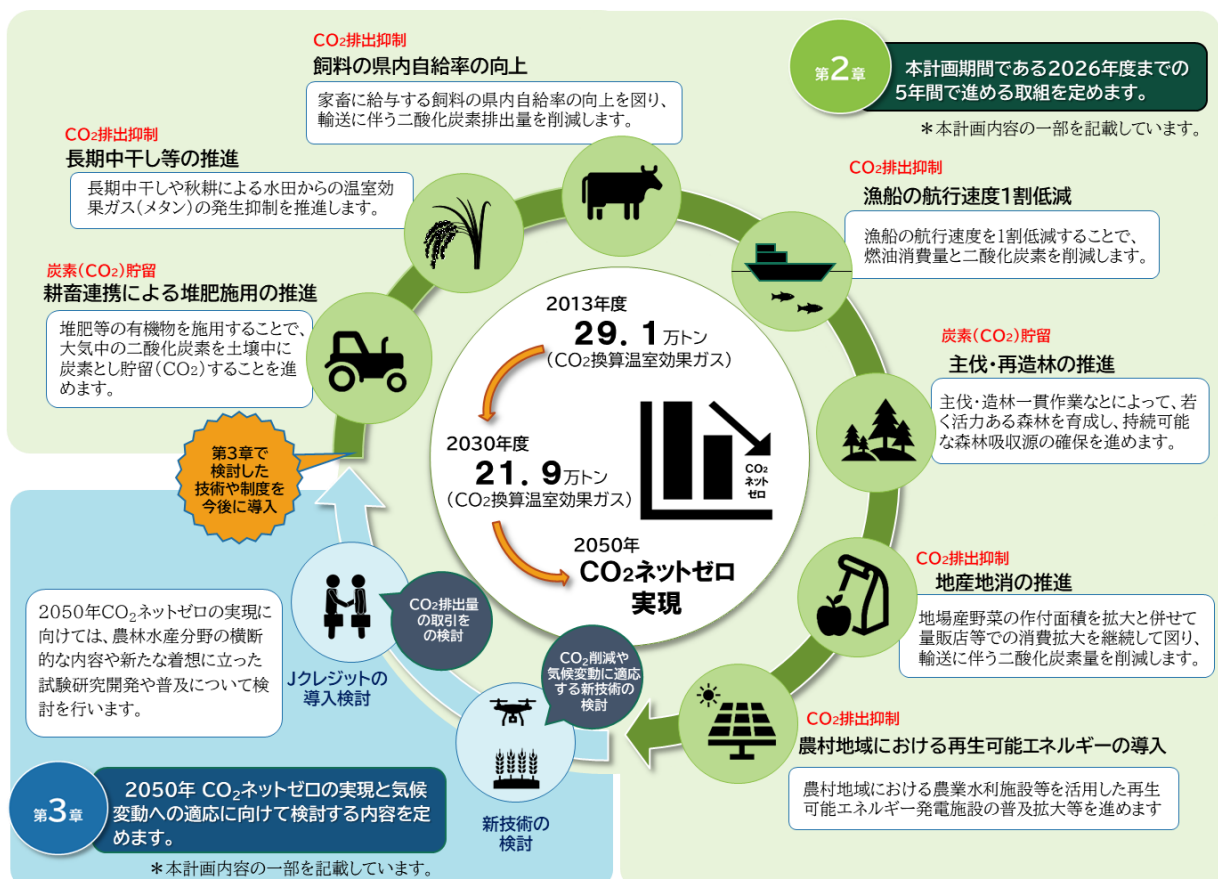 CO2排出抑制
飼料の県内自給率の向上
家畜に給与する飼料の県内自給率の向上を図り、
輸送に伴う二酸化炭素排出量を削減します。
第2章
本計画期間である2026年度までの
5年間で進める取組を定めます。
＊本計画内容の一部を記載しています。
CO2排出抑制
長期中干し等の推進
長期中干しや秋耕による水田からの温室効
果ガス（メタン）の発生抑制を推進します。
CO2排出抑制
漁船の航行速度1割低減
漁船の航行速度を1割低減することで、
燃油消費量と二酸化炭素を削減します。
炭素（CO2）貯留
耕畜連携による堆肥施用の推進
堆肥等の有機物を施用することで、
大気中の二酸化炭素を土壌中に
炭素とし貯留（CO2）することを進
めます。
2013年度
29.1万トン
（CO2換算温室効果ガス）
2030年度
21.9万トン
（CO2換算温室効果ガス）
CO2
ネット
ゼロ
2050年
CO2ネットゼロ
実現
炭素（CO2）貯留
主伐・再造林の推進
主伐・造林一貫作業などによって、若
く活力ある森林を育成し、持続可能
な森林吸収源の確保を進めます。
第3章で
検討した
技術や制度を
今後に導入
CO2排出抑制
地産地消の推進
地場産野菜の作付面積を拡大と併せて
量販店等での消費拡大を継続して図り、
輸送に伴う二酸化炭素量を削減します。
CO2排出量
の取引を
の検討
Jクレジットの
導入検討
CO2削減や
気候変動に適応
する新技術の
検討
2050年CO2ネットゼロの実現に
向けては、農林水産分野の横断
的な内容や新たな着想に立った
試験研究開発や普及について検
討を行います。
CO2排出抑制
農村地域における再生可能エネルギーの導入
農村地域における農業水利施設等を活用した再生
可能エネルギー発電施設の普及拡大等を進めます
新技術の
検討
第3章
2050年 CO2ネットゼロの実現と気候
変動への適応に向けて検討する内容を定
めます。
＊本計画内容の一部を記載しています。